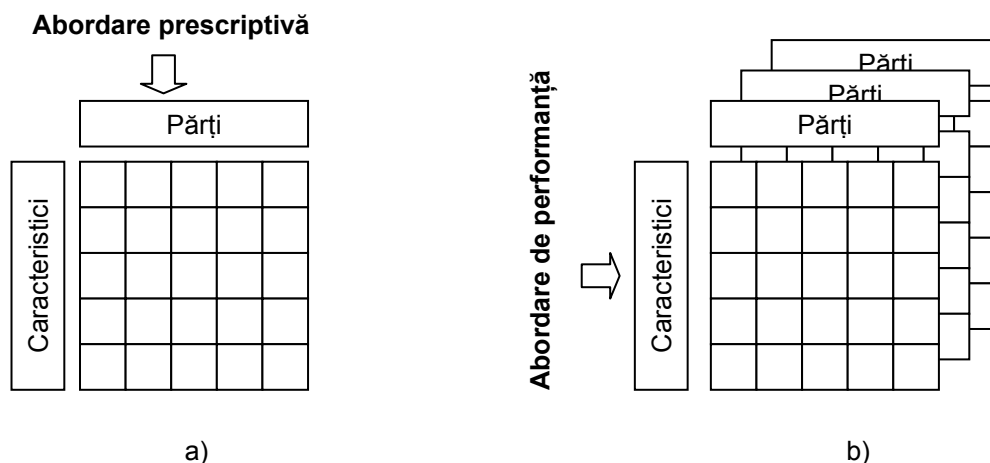 Abordare prescriptivă
Părți
Caracteristici
a)
Abordare de performanță
Părți
Părți
Părți
Caracteristici
b)